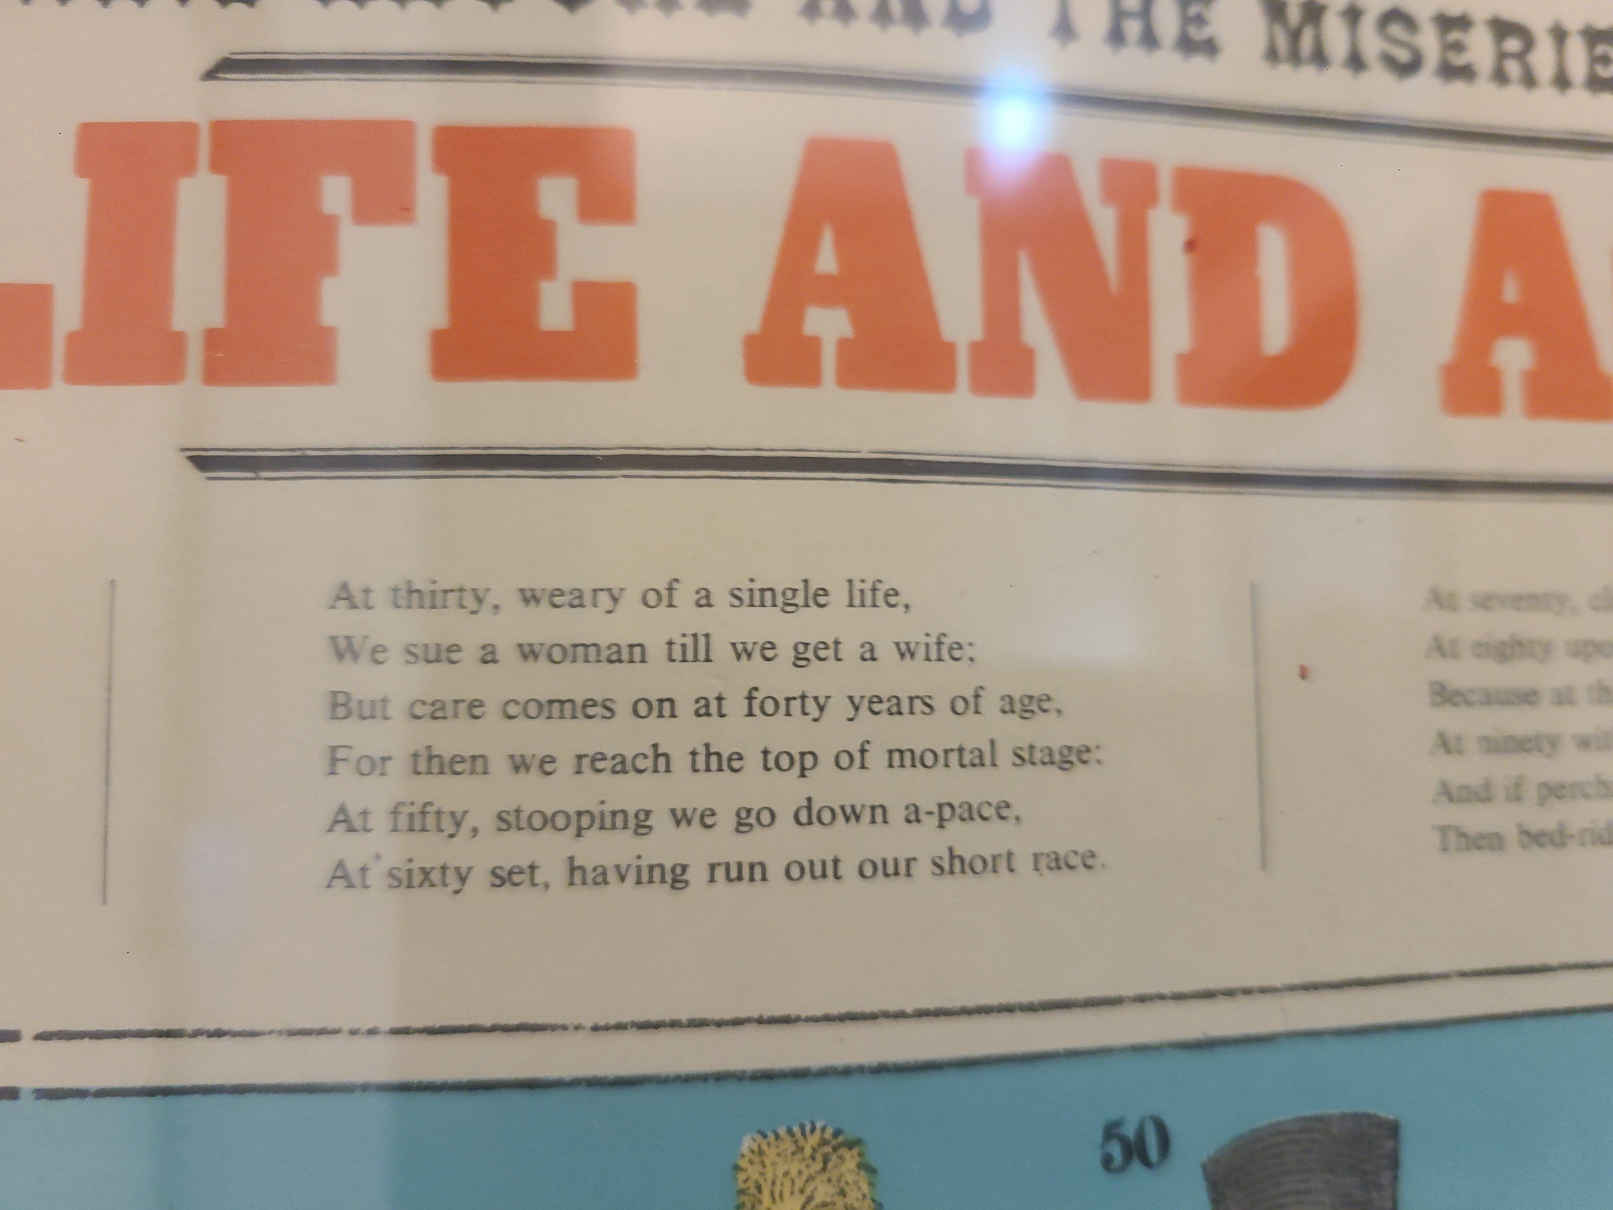 AND THE MISERIE
LIFE AND A
At thirty, weary of a single life,
We sue a woman till we get a wife;
But care comes on at forty years of age,
For then we reach the top of mortal stage:
At fifty, stooping we go down a-pace,
At sixty set, having run out our short race.
At seventy,
At eighty
Because at
At ninety
And if
Then bed-rid
50